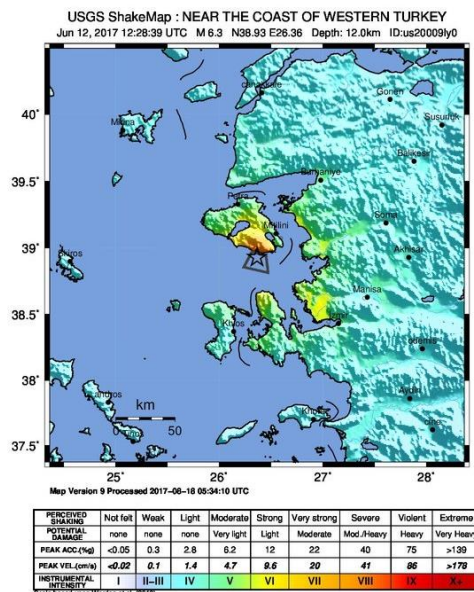 USGS ShakeMap : NEAR THE COAST OF WESTERN TURKEY
Jun 12, 2017 12:28:39 UTC M 6.3 N38.93 E26.36 Depth: 12.0km ID:us20009ly0
40°
39.5°
39°
38.5°
38°
37.5°
Gonen
Susurluk
Balikesir
Burhaniye
Petra
Soma
Akhisar
Manisa
Aydin
km
0 50
25° 26° 27° 28°
Map Version 9 Processed 2017-08-18 05:34:10 UTC
PERCEIVED SHAKING Not felt Weak Light Moderate Strong Very strong Severe Violent Extreme
POTENTIAL DAMAGE none none none Very light Light Moderate Mod./Heavy Heavy Very Heavy
PEAK ACC.(%g) <0.05 0.3 2.8 6.2 12 22 40 75 >139
PEAK VEL.(cm/s) <0.02 0.1 1.4 4.7 9.6 20 41 86 >178
INSTRUMENTAL INTENSITY I II-III IV V VI VII VIII IX X+